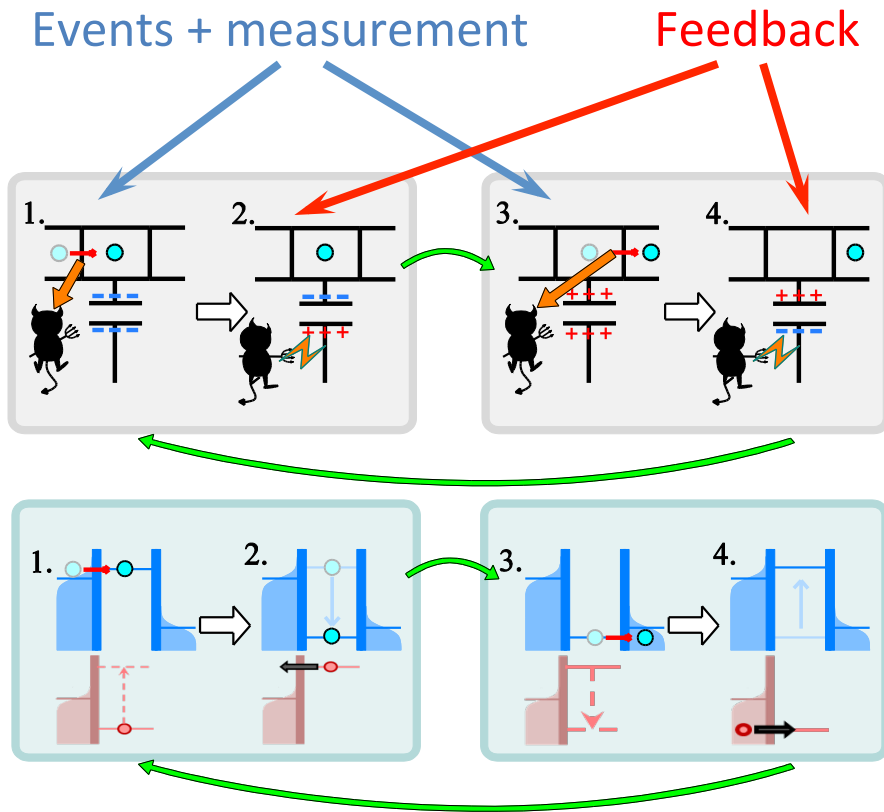 Events + measurement
Feedback
1.
2.
3.
4.
− − −
− − −
− − −
+ + +
+ + +
+ + +
+ + +
− − −
1.
2.
3.
4.